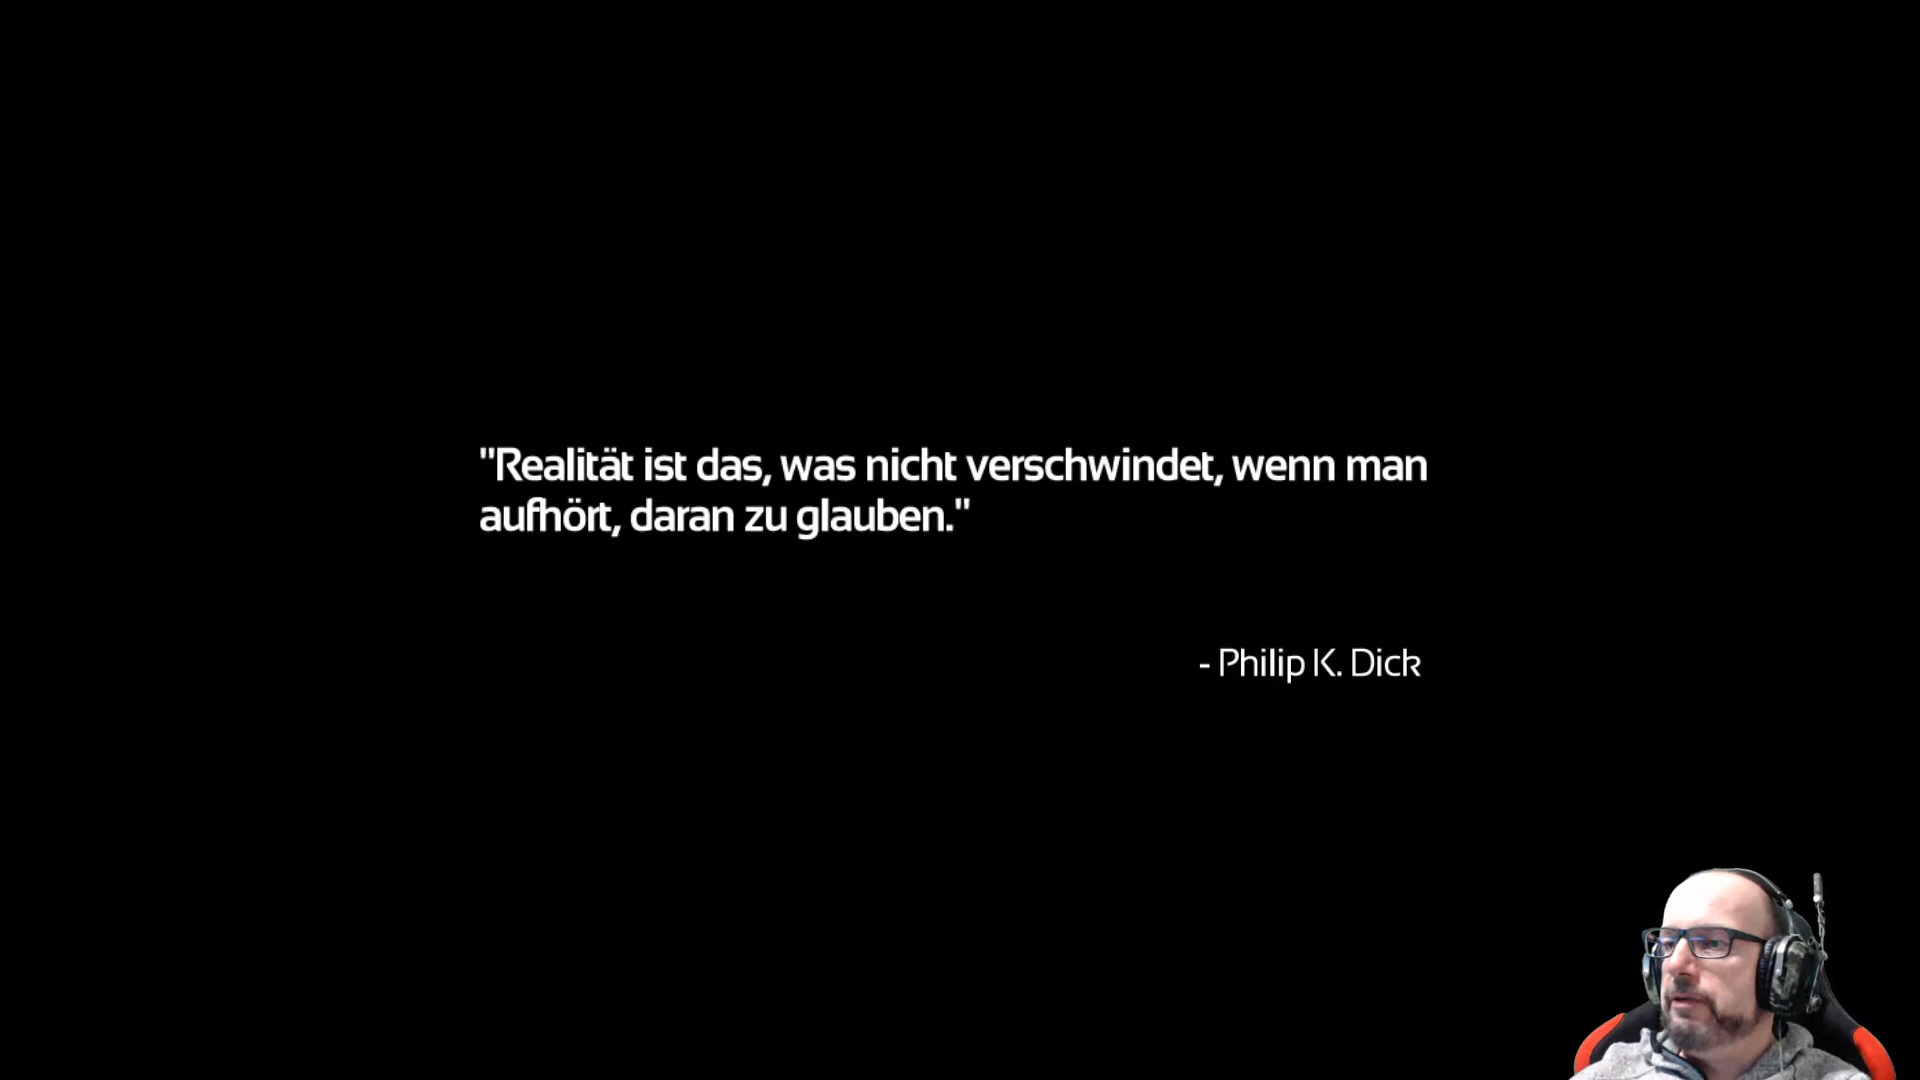 "Realität ist das, was nicht verschwindet, wenn man
aufhört, daran zu glauben."
- Philip K. Dick